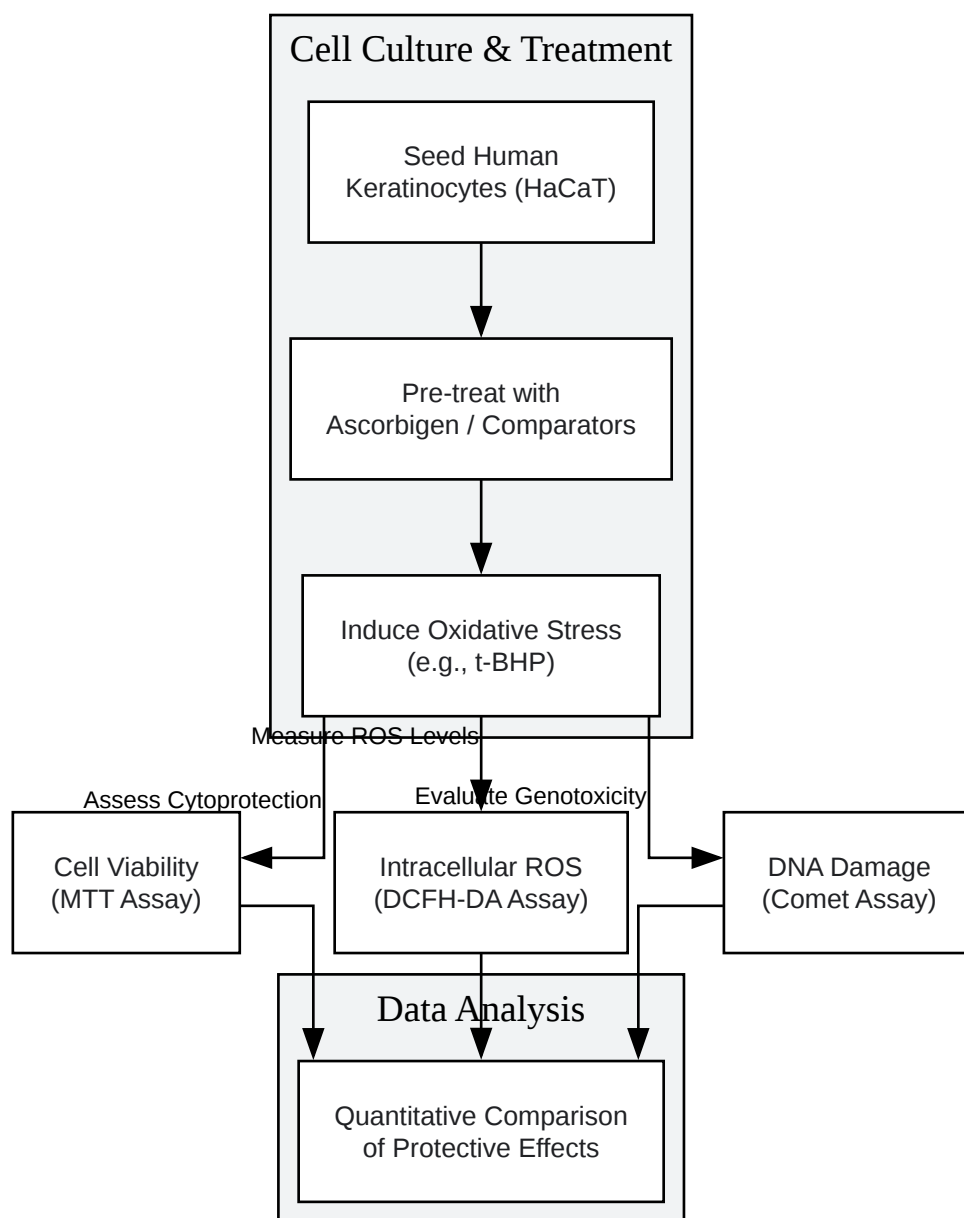 Cell Culture & Treatment
Seed Human
Keratinocytes (HaCaT)
Pre-treat with
Ascorbigen / Comparators
Induce Oxidative Stress
(e.g., t-BHP)
Measure ROS Levels
Assess Cytoprotection
Evaluate Genotoxicity
Cell Viability
(MTT Assay)
Intracellular ROS
(DCFH-DA Assay)
DNA Damage
(Comet Assay)
Data Analysis
Quantitative Comparison
of Protective Effects